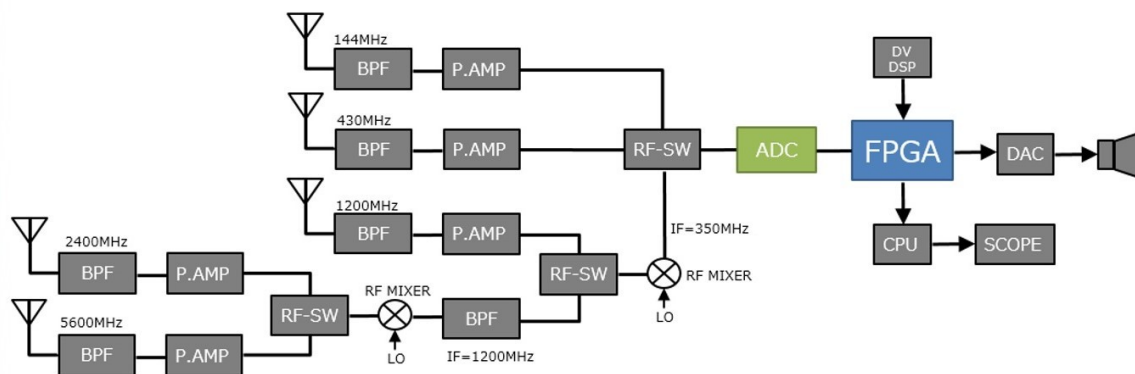 144MHz
BPF
P.AMP
430MHz
BPF
P.AMP
RF-SW
ADC
FPGA
DV
DSP
DAC
CPU
SCOPE
1200MHz
BPF
P.AMP
IF=350MHz
RF-SW
RF MIXER
LO
2400MHz
BPF
P.AMP
RF-SW
RF MIXER
LO
BPF
IF=1200MHz
5600MHz
BPF
P.AMP